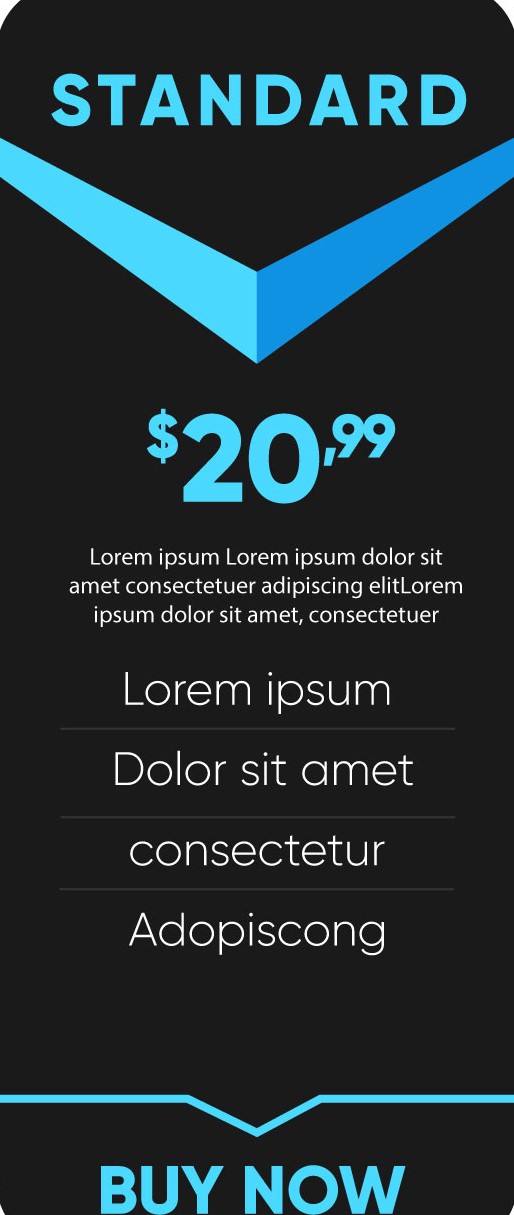 STANDARD
$20,99
Lorem ipsum Lorem ipsum dolor sit
amet consectetuer adipiscing elitLorem
ipsum dolor sit amet, consectetuer
Lorem ipsum
Dolor sit amet
consectetur
Adopiscong
BUY NOW